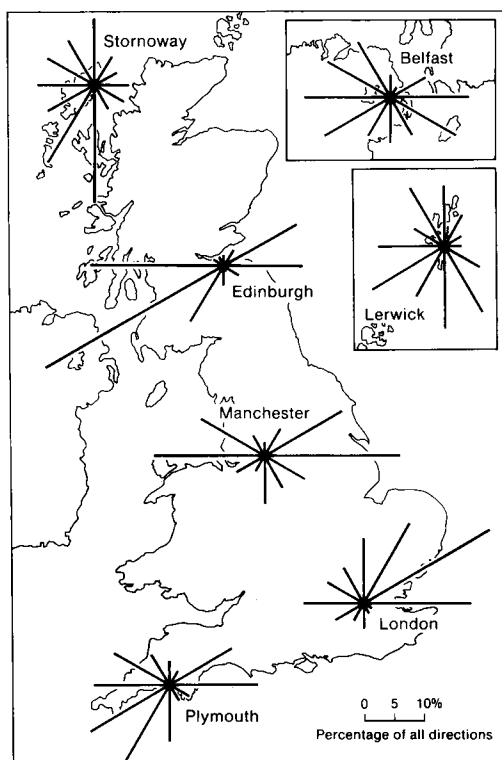 Stornoway
Belfast
Edinburgh
Lerwick
Manchester
London
Plymouth
0 5 10%
Percentage of all directions